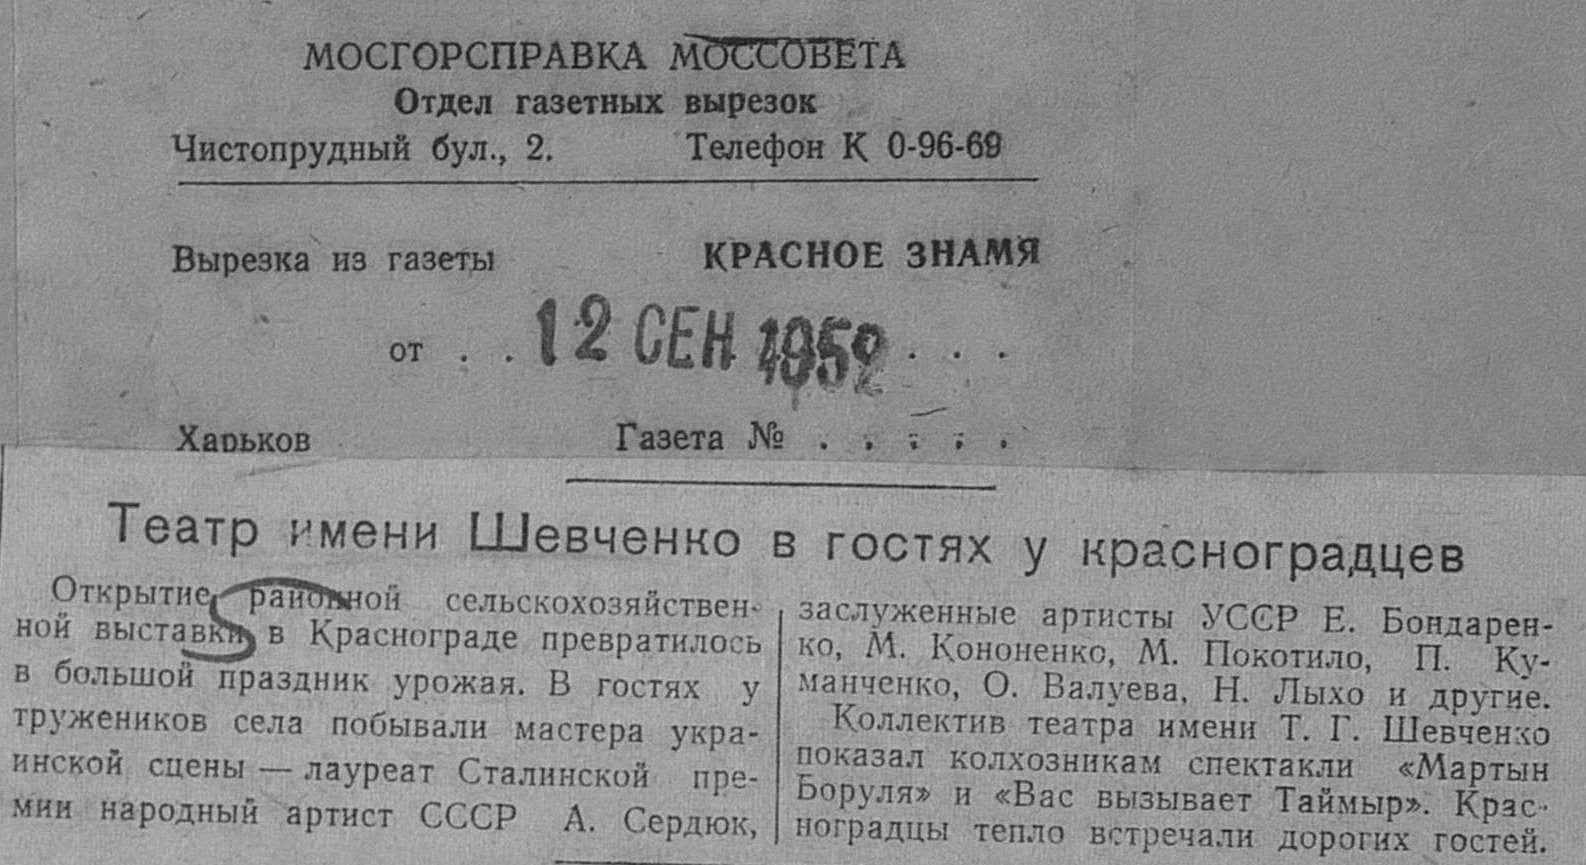 МОСГОРСПРАВКА МОССОВЕТА
Отдел газетных вырезок
Чистопрудный бул., 2. Телефон К 0-96-69
Вырезка из газеты КРАСНОЕ ЗНАМЯ
от . . 12 СЕН 1952 . . .
Харьков Газета № . . . . .
Театр имени Шевченко в гостях у красноградцев
Открытие районной сельскохозяйствен-
ной выставки в Краснограде превратилось
в большой праздник урожая. В гостях у
тружеников села побывали мастера укра-
инской сцены — лауреат Сталинской пре-
мии народный артист СССР А. Сердюк,
заслуженные артисты УССР Е. Бондарен-
ко, М. Кононенко, М. Покотило, П. Ку-
манченко, О. Валуева, Н. Лыхо и другие.
Коллектив театра имени Т. Г. Шевченко
показал колхозникам спектакли «Мартын
Боруля» и «Вас вызывает Таймыр». Крас-
ноградцы тепло встречали дорогих гостей.